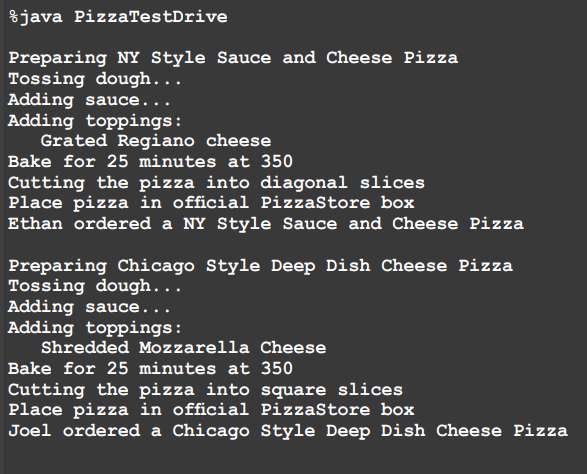 %java PizzaTestDrive
Preparing NY Style Sauce and Cheese Pizza
Tossing dough...
Adding sauce...
Adding toppings:
Grated Regiano cheese
Bake for 25 minutes at 350
Cutting the pizza into diagonal slices
Place pizza in official PizzaStore box
Ethan ordered a NY Style Sauce and Cheese Pizza
Preparing Chicago Style Deep Dish Cheese Pizza
Tossing dough...
Adding sauce...
Adding toppings:
Shredded Mozzarella Cheese
Bake for 25 minutes at 350
Cutting the pizza into square slices
Place pizza in official PizzaStore box
Joel ordered a Chicago Style Deep Dish Cheese Pizza